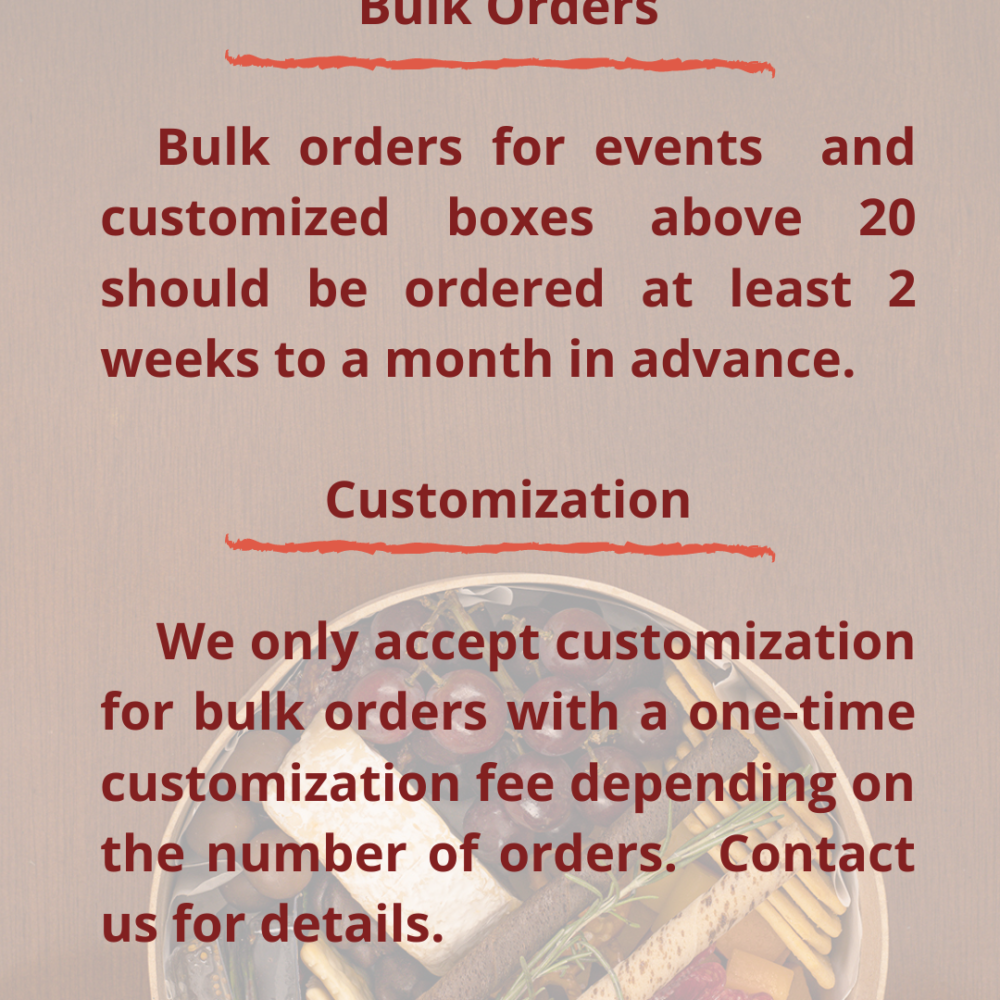 Bulk Orders
Bulk orders for events and
customized boxes above 20
should be ordered at least 2
weeks to a month in advance.
Customization
We only accept customization
for bulk orders with a one-time
customization fee depending on
the number of orders. Contact
us for details.